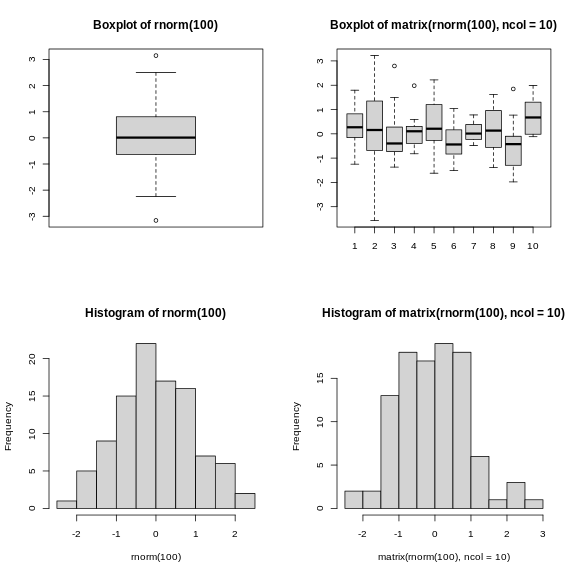 Boxplot of rnorm(100)
3
2
1
0
-1
-2
-3
Boxplot of matrix(rnorm(100), ncol = 10)
3
2
1
0
-1
-2
-3
1 2 3 4 5 6 7 8 9 10
Histogram of rnorm(100)
Frequency
20
15
10
5
0
-2 -1 0 1 2
rnorm(100)
Histogram of matrix(rnorm(100), ncol = 10)
Frequency
15
10
5
0
-2 -1 0 1 2 3
matrix(rnorm(100), ncol = 10)